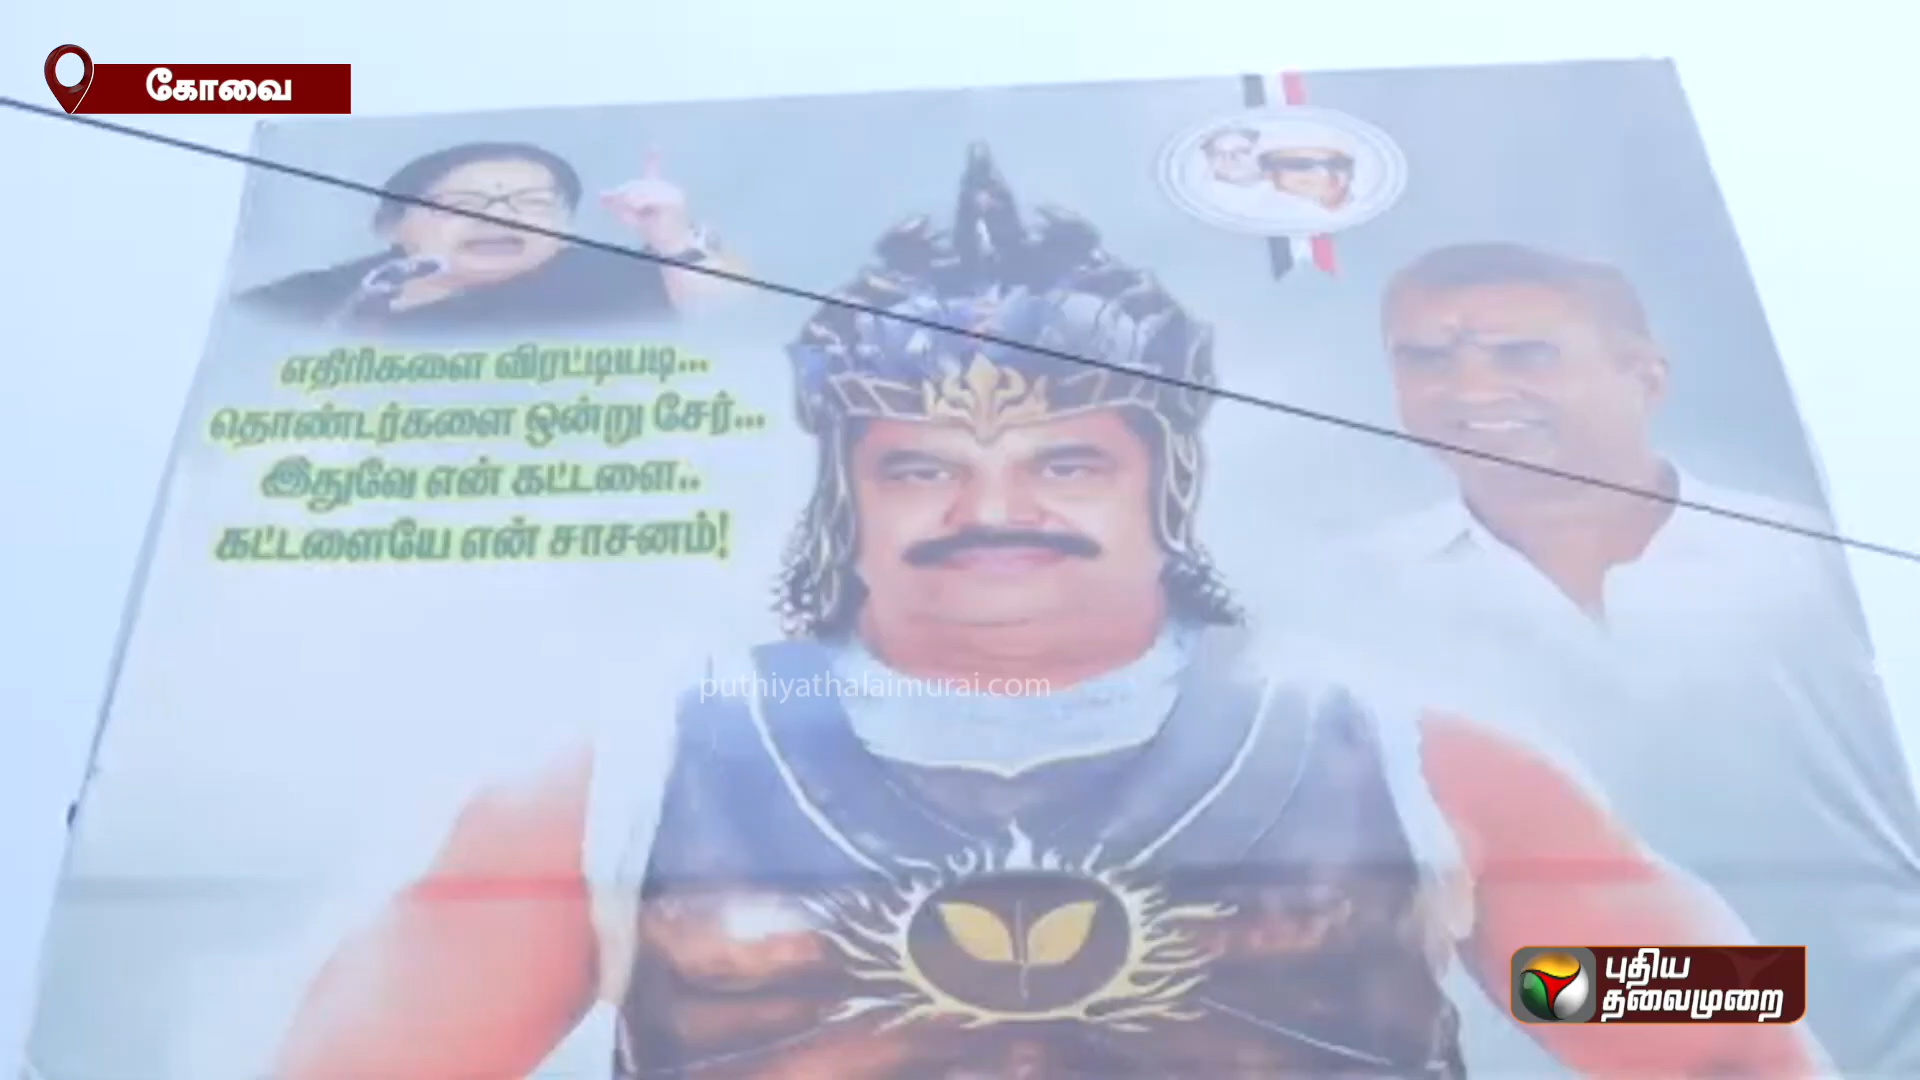 கோவை
எதிரிகளை விரட்டியடி...
தொண்டர்களை ஒன்று சேர்...
இதுவே என் கட்டளை..
கட்டளையே என் சாசனம்!
puthiyathalaimurai.com
புதிய
தலைமுறை